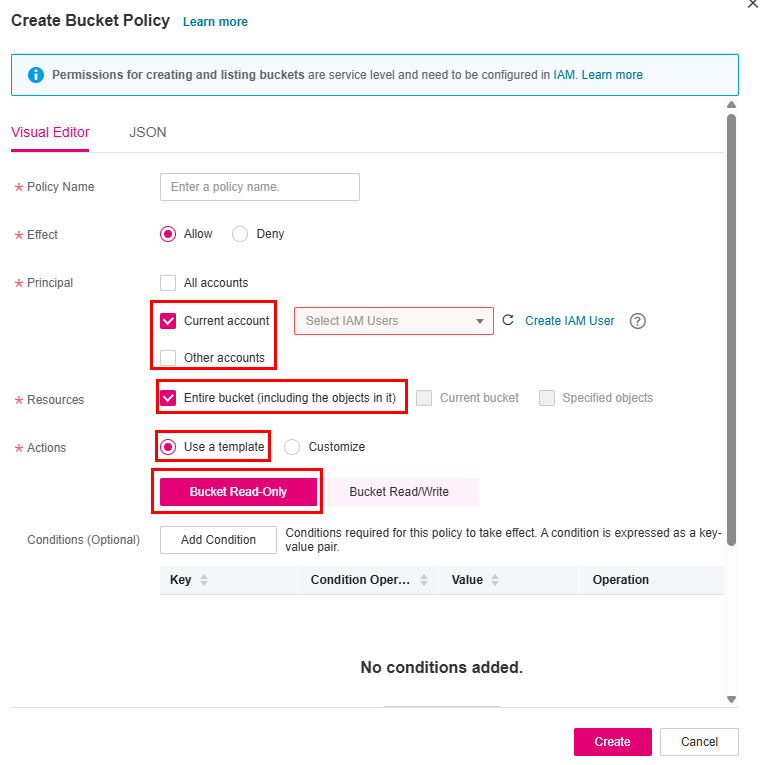 Create Bucket Policy Learn more
Permissions for creating and listing buckets are service level and need to be configured in IAM. Learn more
Visual Editor JSON
* Policy Name Enter a policy name.
* Effect Allow Deny
* Principal All accounts
Current account Select IAM Users Create IAM User ?
Other accounts
* Resources Entire bucket (including the objects in it) Current bucket Specified objects
* Actions Use a template Customize
Bucket Read-Only Bucket Read/Write
Conditions (Optional) Add Condition Conditions required for this policy to take effect. A condition is expressed as a key-
value pair.
Key Condition Oper... Value Operation
No conditions added.
Create Cancel